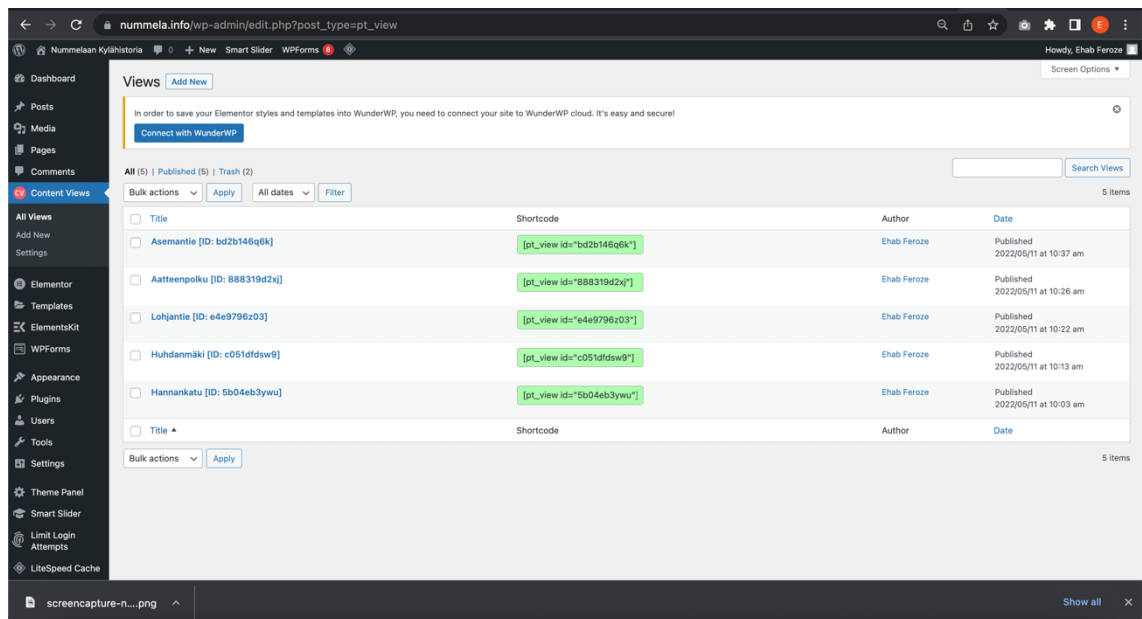 nummela.info/wp-admin/edit.php?post_type=pt_view
E
Nummelaan Kylähistoria 0 + New Smart Slider WPForms 8
Howdy, Ehab Feroze
Screen Options ▼
Dashboard
Posts
Media
Pages
Comments
CV Content Views
All Views
Add New
Settings
Elementor
Templates
ElementsKit
WPForms
Appearance
Plugins
Users
Tools
Settings
Theme Panel
Smart Slider
Limit Login
Attempts
LiteSpeed Cache
Views Add New
In order to save your Elementor styles and templates into WunderWP, you need to connect your site to WunderWP cloud. It's easy and secure!
Connect with WunderWP
All (5) | Published (5) | Trash (2)
Search Views
Bulk actions Apply All dates Filter
5 items
Title Shortcode Author Date
Asemantie [ID: bd2b146q6k] [pt_view id="bd2b146q6k"] Ehab Feroze Published
2022/05/11 at 10:37 am
Aatteenpolku [ID: 888319d2xj] [pt_view id="888319d2xj"] Ehab Feroze Published
2022/05/11 at 10:26 am
Lohjantie [ID: e4e9796z03] [pt_view id="e4e9796z03"] Ehab Feroze Published
2022/05/11 at 10:22 am
Huhdanmäki [ID: c051dfdsw9] [pt_view id="c051dfdsw9"] Ehab Feroze Published
2022/05/11 at 10:13 am
Hannankatu [ID: 5b04eb3ywu] [pt_view id="5b04eb3ywu"] Ehab Feroze Published
2022/05/11 at 10:03 am
Title ▲ Shortcode Author Date
Bulk actions Apply
5 items
screencapture-n....png
Show all